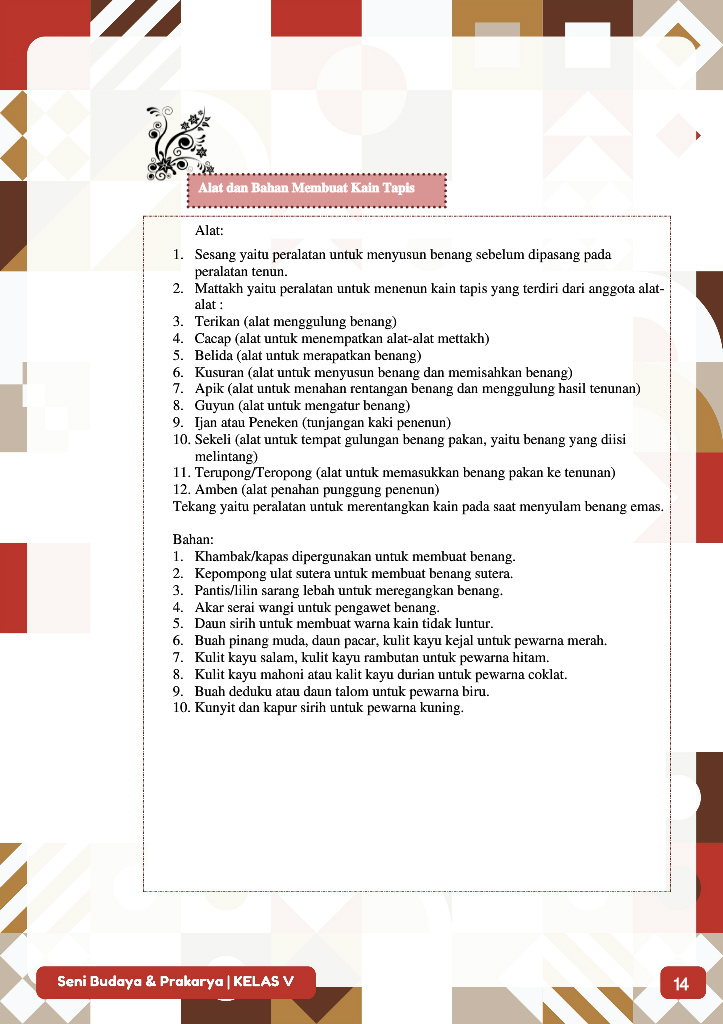 Alat dan Bahan Membuat Kain Tapis
Alat:
1. Sesang yaitu peralatan untuk menyusun benang sebelum dipasang pada
peralatan tenun.
2. Mattakh yaitu peralatan untuk menenun kain tapis yang terdiri dari anggota alat-
alat :
3. Terikan (alat menggulung benang)
4. Cacap (alat untuk menempatkan alat-alat mettakh)
5. Belida (alat untuk merapatkan benang)
6. Kusuran (alat untuk menyusun benang dan memisahkan benang)
7. Apik (alat untuk menahan rentangan benang dan menggulung hasil tenunan)
8. Guyun (alat untuk mengatur benang)
9. Ijan atau Peneken (tunjangan kaki penenun)
10. Sekeli (alat untuk tempat gulungan benang pakan, yaitu benang yang diisi
melintang)
11. Terupong/Teropong (alat untuk memasukkan benang pakan ke tenunan)
12. Amben (alat penahan punggung penenun)
Tekang yaitu peralatan untuk merentangkan kain pada saat menyulam benang emas.
Bahan:
1. Khambak/kapas dipergunakan untuk membuat benang.
2. Kepompong ulat sutera untuk membuat benang sutera.
3. Pantis/lilin sarang lebah untuk meregangkan benang.
4. Akar serai wangi untuk pengawet benang.
5. Daun sirih untuk membuat warna kain tidak luntur.
6. Buah pinang muda, daun pacar, kulit kayu kejal untuk pewarna merah.
7. Kulit kayu salam, kulit kayu rambutan untuk pewarna hitam.
8. Kulit kayu mahoni atau kalit kayu durian untuk pewarna coklat.
9. Buah deduku atau daun talom untuk pewarna biru.
10. Kunyit dan kapur sirih untuk pewarna kuning.
Seni Budaya & Prakarya | KELAS V
14